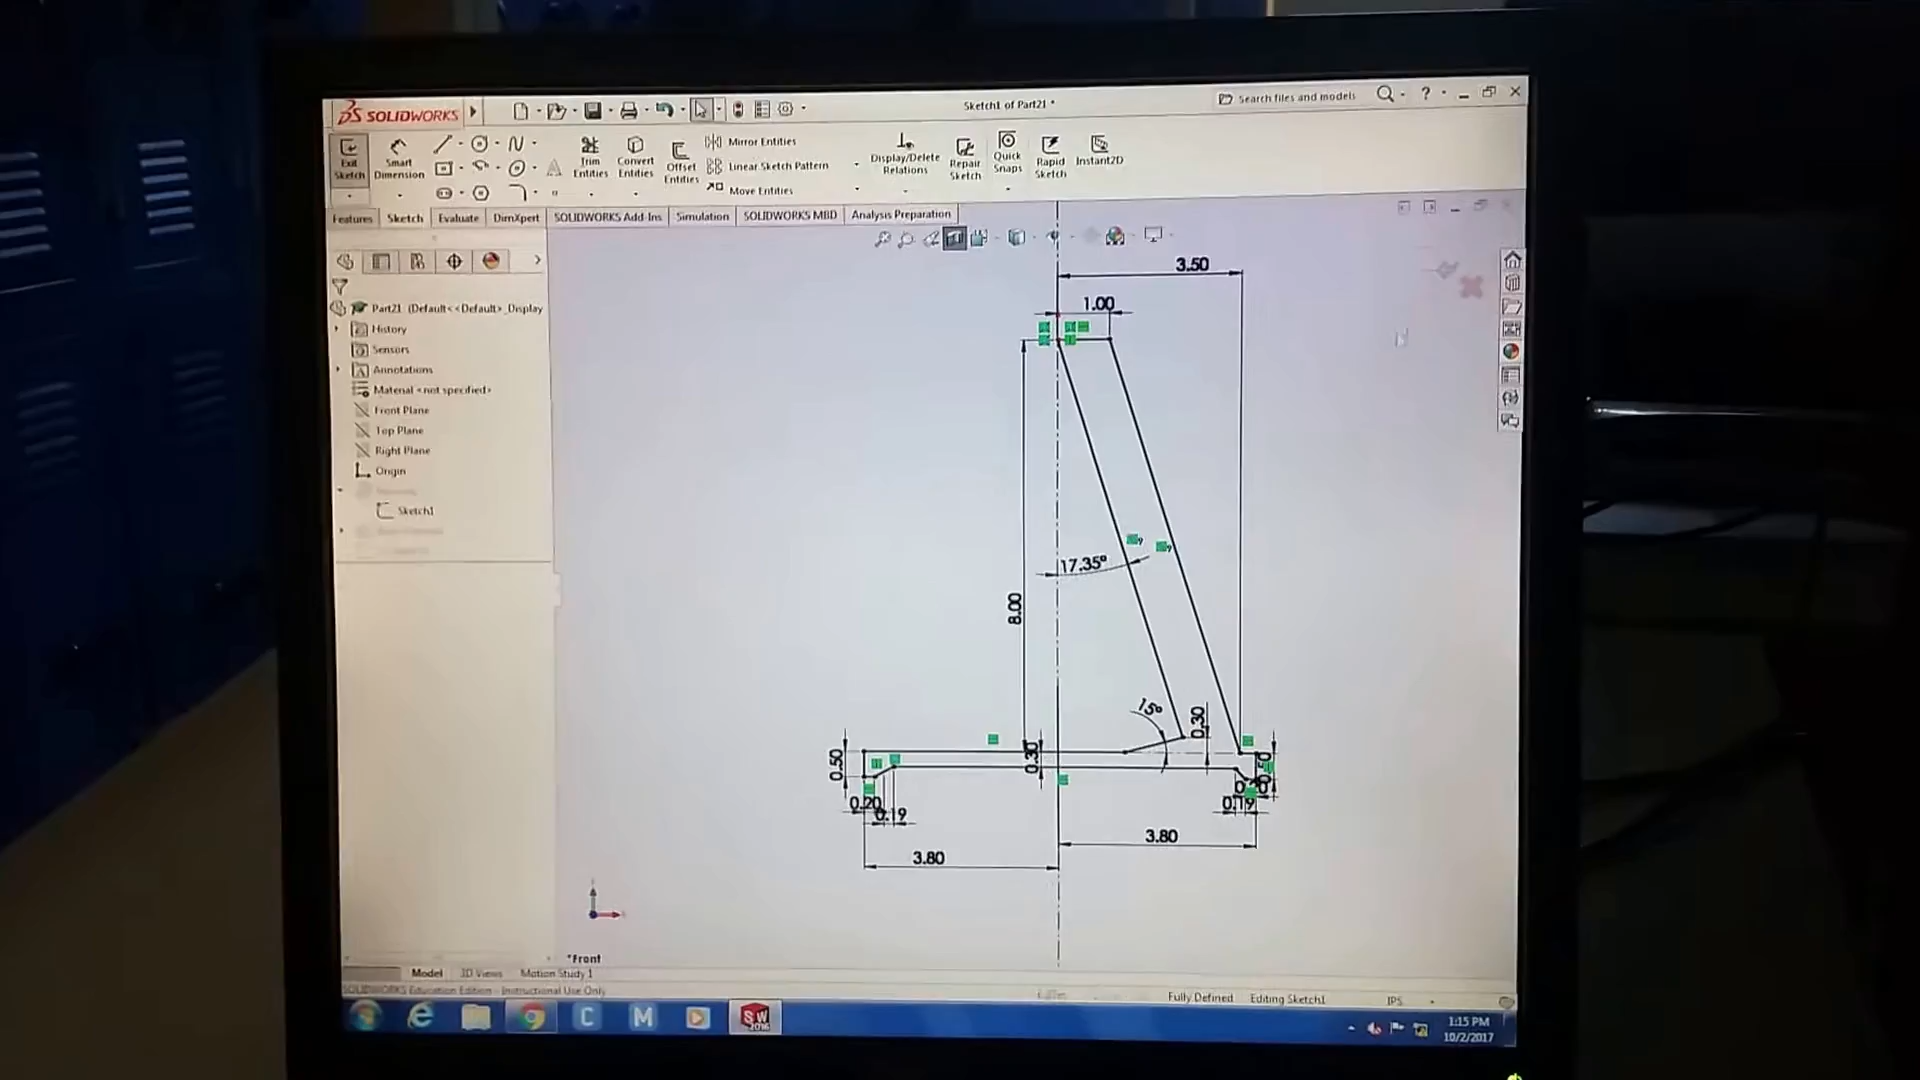 SOLIDWORKS
Sketch1 of Part21 *
Search files and models
?
Exit Sketch
Smart Dimension
Trim Entities
Convert Entities
Offset Entities
Mirror Entities
Linear Sketch Pattern
Move Entities
Display/Delete Relations
Repair Sketch
Quick Snaps
Rapid Sketch
Instant2D
Features
Sketch
Evaluate
DimXpert
SOLIDWORKS Add-Ins
Simulation
SOLIDWORKS MBD
Analysis Preparation
Part21 (Default<<Default>_Display
History
Sensors
Annotations
Material <not specified>
Front Plane
Top Plane
Right Plane
Origin
Sketch1
3.50
1.00
17.35°
8.00
15°
0.30
0.50
0.30
0.50
0.20
0.19
0.19
3.80
3.80
*Front
Model
3D Views
Motion Study 1
SOLIDWORKS Education Edition - Instructional Use Only
Fully Defined
Editing Sketch1
IPS
C
M
SW
2016
1:15 PM
10/2/2017